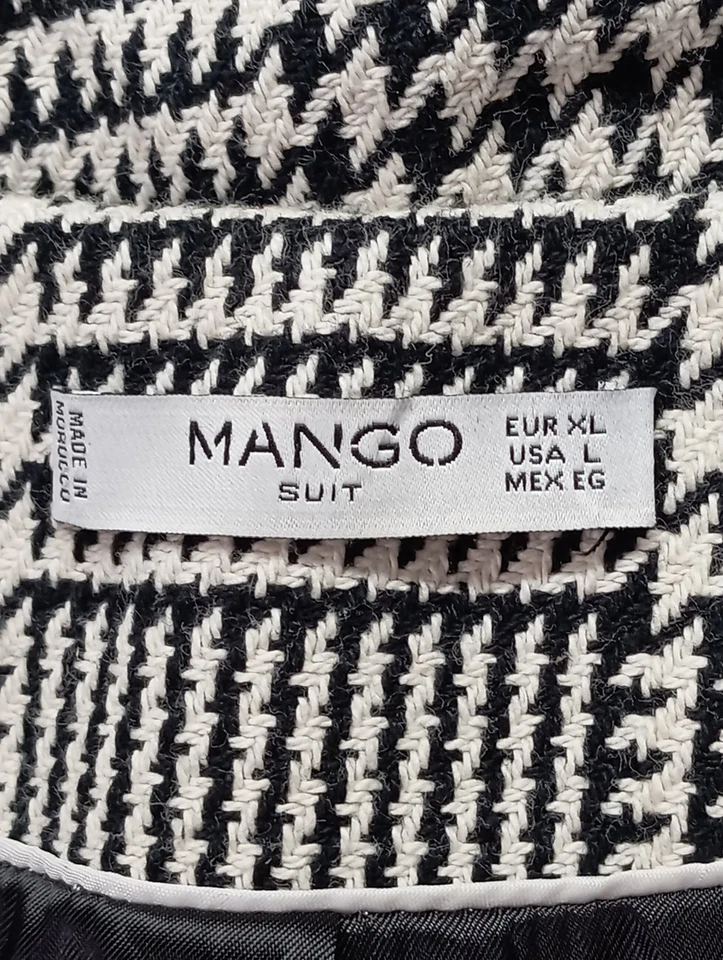 MADE IN
MOROCCO
MANGO
SUIT
EUR XL
USA L
MEX EG